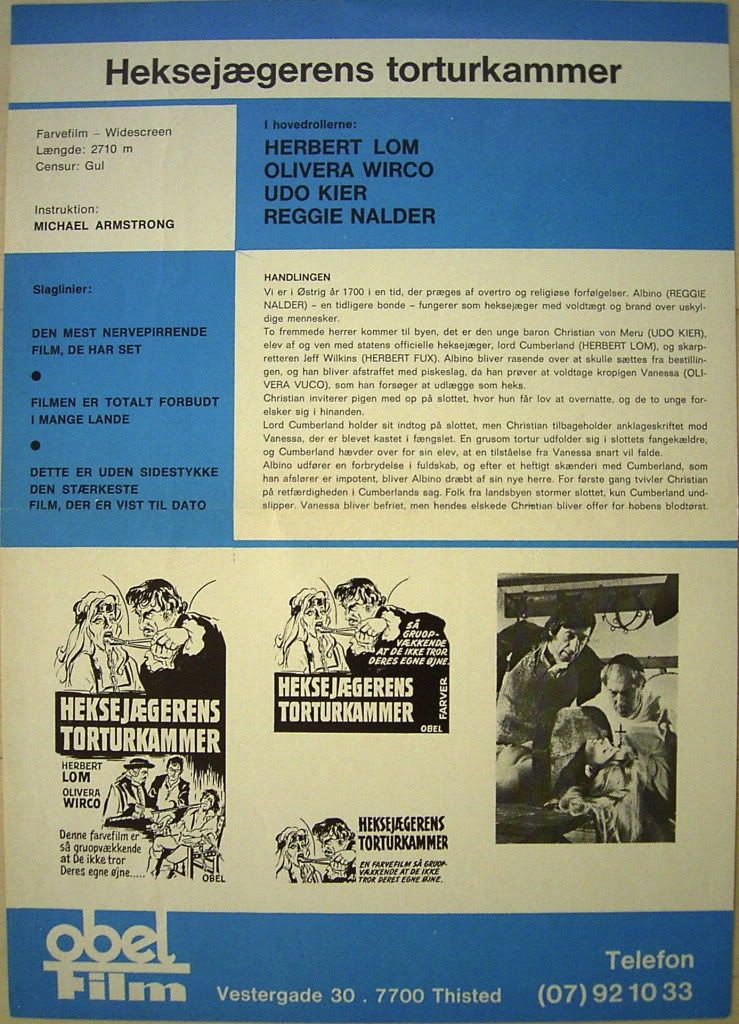 Heksejægerens torturkammer
Farvefilm – Widescreen
Længde: 2710 m
Censur: Gul
Instruktion:
MICHAEL ARMSTRONG
I hovedrollerne:
HERBERT LOM
OLIVERA WIRCO
UDO KIER
REGGIE NALDER
Slaglinier:
DEN MEST NERVEPIRRENDE
FILM, DE HAR SET
FILMEN ER TOTALT FORBUDT
I MANGE LANDE
DETTE ER UDEN SIDESTYKKE
DEN STÆRKESTE
FILM, DER ER VIST TIL DATO
HANDLINGEN
Vi er i Østrig år 1700 i en tid, der præges af overtro og religiøse forfølgelser. Albino (REGGIE
NALDER) – en tidligere bonde – fungerer som heksejæger med voldtægt og brand over uskyl-
dige mennesker.
To fremmede herrer kommer til byen, det er den unge baron Christian von Meru (UDO KIER),
elev af og ven med statens officielle heksejæger, lord Cumberland (HERBERT LOM), og skarp-
retteren Jeff Wilkins (HERBERT FUX). Albino bliver rasende over at skulle sættes fra bestillin-
gen, og han bliver afstraffet med piskeslag, da han prøver at voldtage kropigen Vanessa (OLI-
VERA VUCO), som han forsøger at udlægge som heks.
Christian inviterer pigen med op på slottet, hvor hun får lov at overnatte, og de to unge for-
elsker sig i hinanden.
Lord Cumberland holder sit indtog på slottet, men Christian tilbageholder anklageskriftet mod
Vanessa, der er blevet kastet i fængslet. En grusom tortur udfolder sig i slottets fangekældre,
og Cumberland hævder over for sin elev, at en tilståelse fra Vanessa snart vil falde.
Albino udfører en forbrydelse i fuldskab, og efter et heftigt skænderi med Cumberland, som
han afslører er impotent, bliver Albino dræbt af sin nye herre. For første gang tvivler Christian
på retfærdigheden i Cumberlands sag. Folk fra landsbyen stormer slottet, kun Cumberland und-
slipper. Vanessa bliver befriet, men hendes elskede Christian bliver offer for hobens blodtørst.
HEKSEJÆGERENS
TORTURKAMMER
HERBERT
LOM
OLIVERA
WIRCO
Denne farvefilm er
så gruopvækkende
at De ikke tror
Deres egne øjne.....
OBEL
SÅ
GRUOP-
VÆKKENDE
AT DE IKKE TROR
DERES EGNE ØJNE.
HEKSEJÆGERENS
TORTURKAMMER
FARVER
OBEL
HEKSEJÆGERENS
TORTURKAMMER
EN FARVEFILM SÅ GRUOP-
VÆKKENDE AT DE IKKE
TROR DERES EGNE ØJNE.
obel
Film
Vestergade 30 . 7700 Thisted
Telefon
(07) 92 10 33